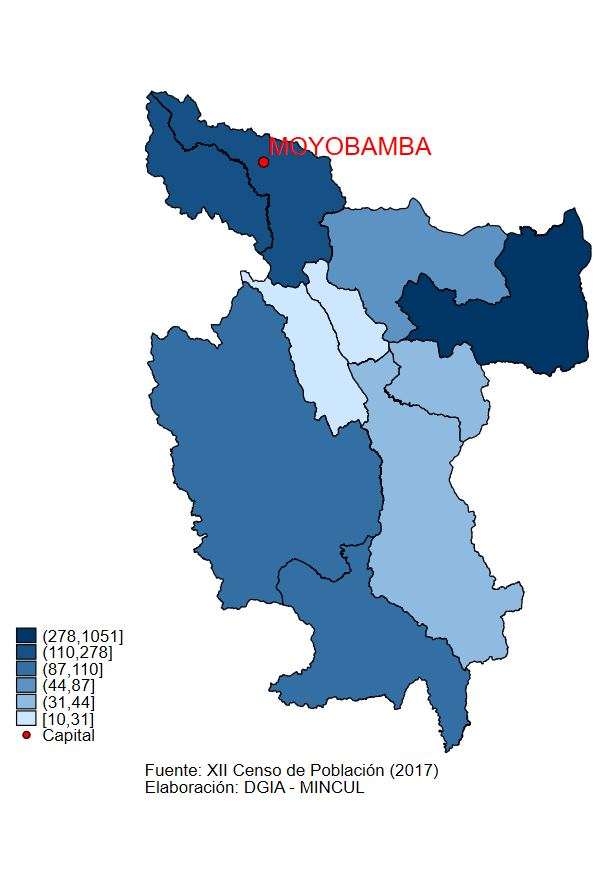 MOYOBAMBA
(278,1051]
(110,278]
(87,110]
(44,87]
(31,44]
[10,31]
Capital
Fuente: XII Censo de Población (2017)
Elaboración: DGIA - MINCUL